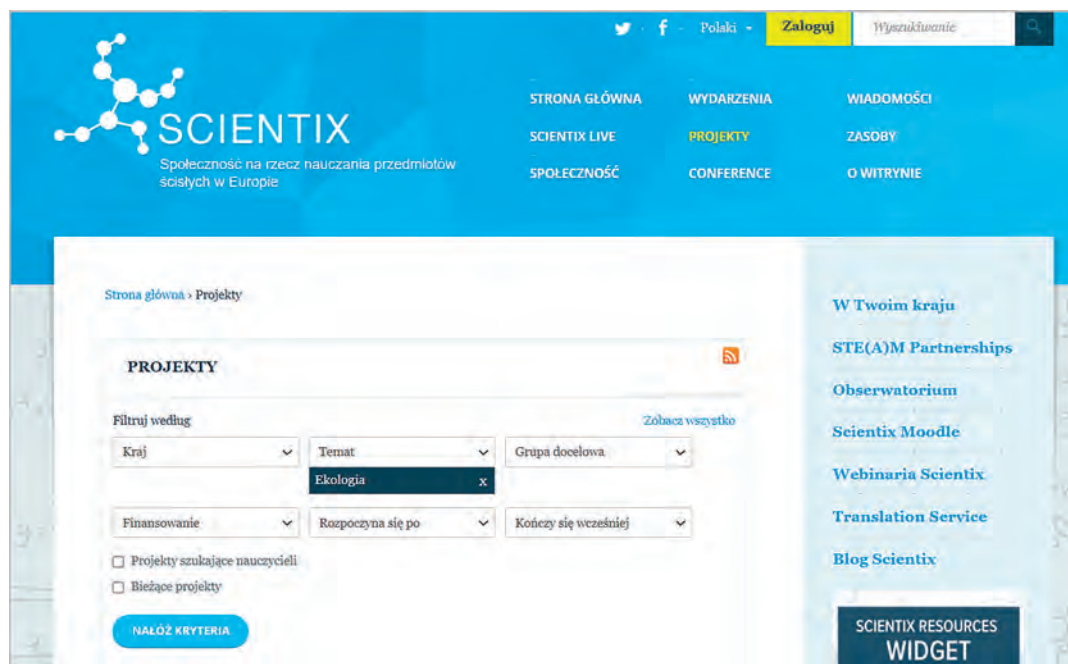 Polski
Zaloguj
Wyszukiwanie
SCIENTIX
Społeczność na rzecz nauczania przedmiotów
ścisłych w Europie
STRONA GŁÓWNA WYDARZENIA WIADOMOŚCI
SCIENTIX LIVE PROJEKTY ZASOBY
SPOŁECZNOŚĆ CONFERENCE O WITRYNIE
Strona główna › Projekty
PROJEKTY
Filtruj według Zobacz wszystko
Kraj Temat Grupa docelowa
Ekologia x
Finansowanie Rozpoczyna się po Kończy się wcześniej
Projekty szukające nauczycieli
Bieżące projekty
NAŁÓŻ KRYTERIA
W Twoim kraju
STE(A)M Partnerships
Obserwatorium
Scientix Moodle
Webinaria Scientix
Translation Service
Blog Scientix
SCIENTIX RESOURCES
WIDGET